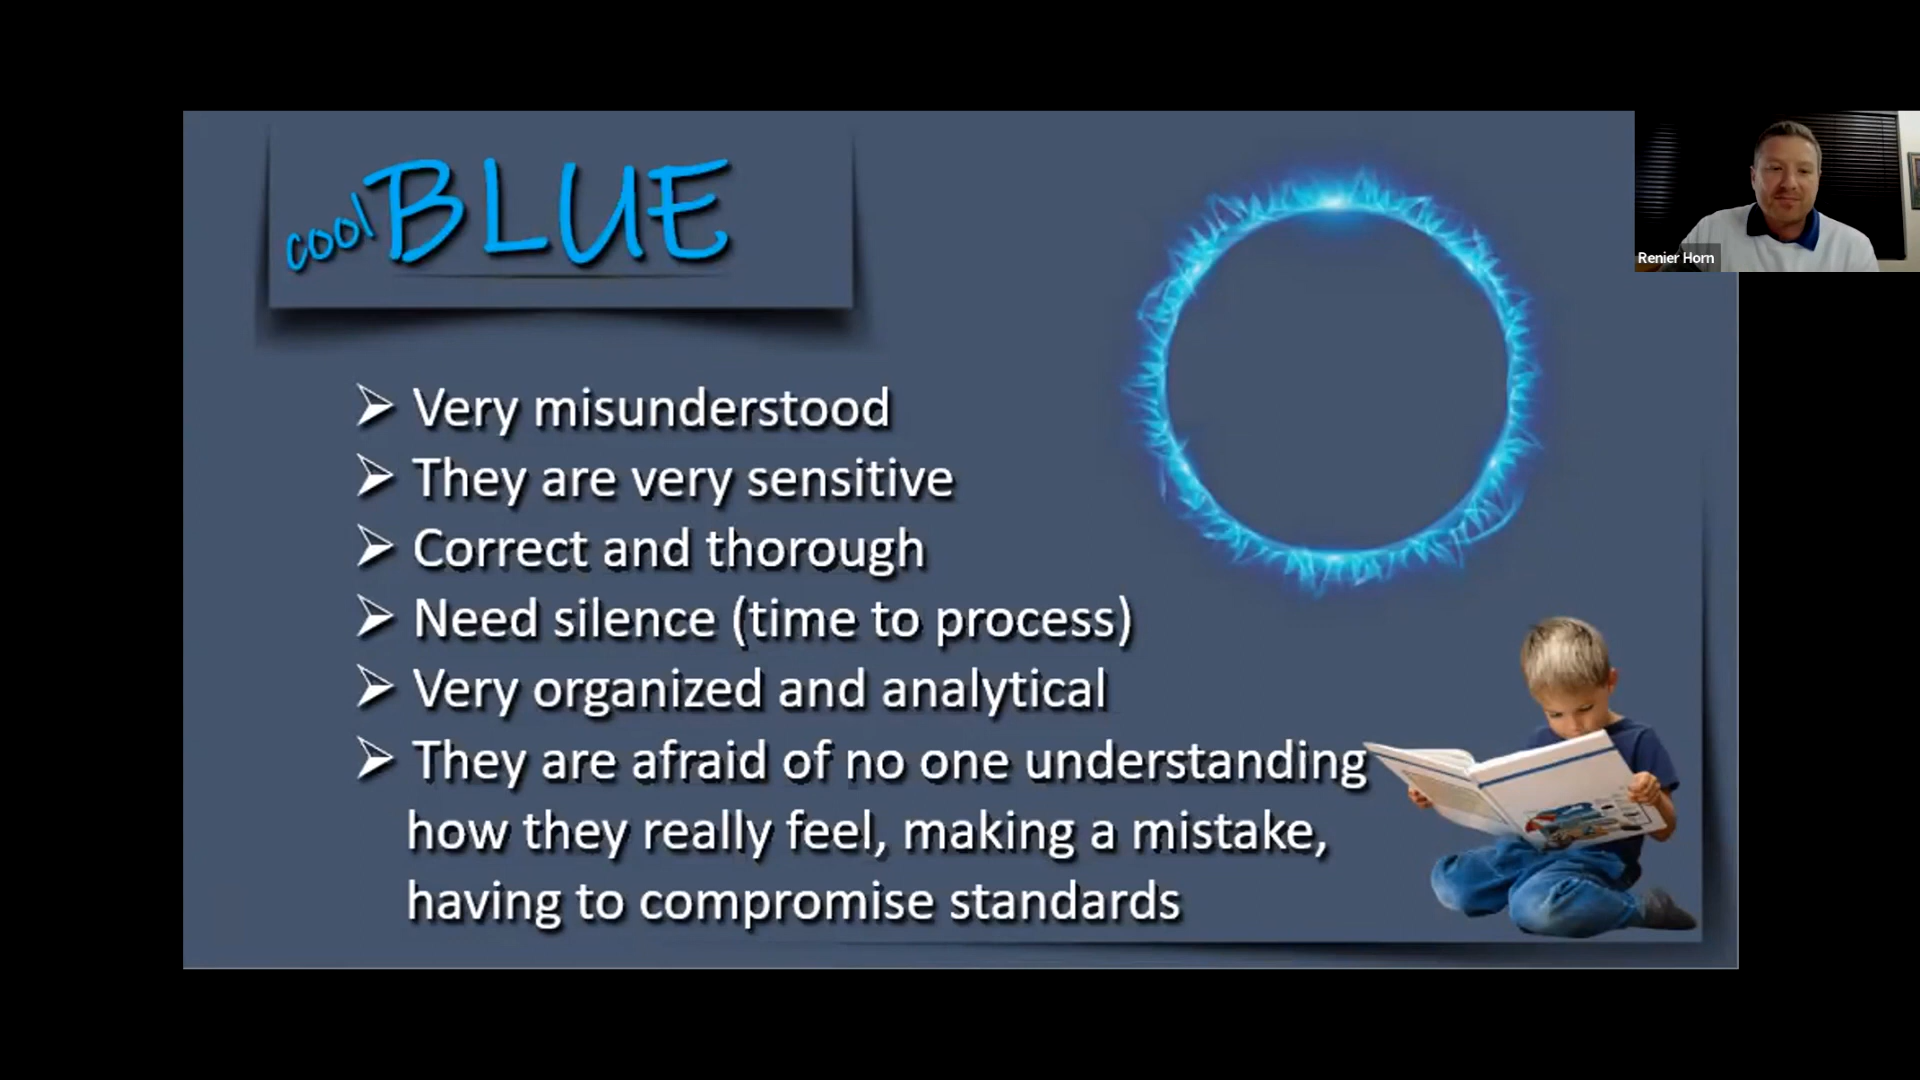 cool BLUE
Renier Horn
➢ Very misunderstood
➢ They are very sensitive
➢ Correct and thorough
➢ Need silence (time to process)
➢ Very organized and analytical
➢ They are afraid of no one understanding
how they really feel, making a mistake,
having to compromise standards